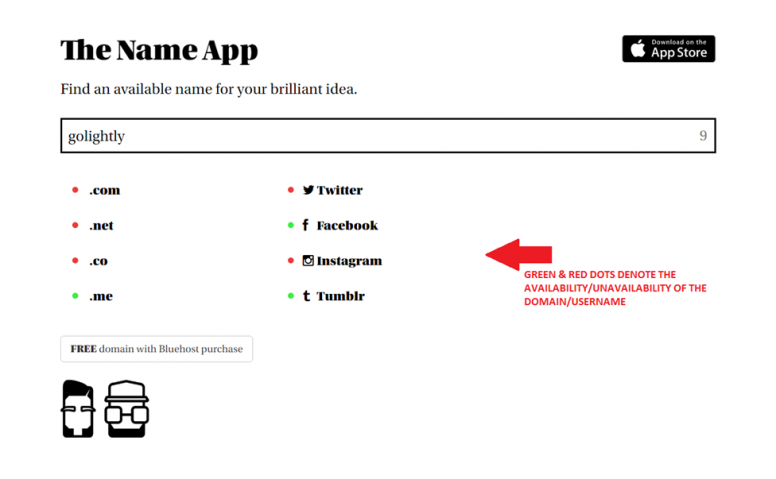 The Name App
Download on the
App Store
Find an available name for your brilliant idea.
golightly 9
.com
Twitter
.net
Facebook
.co
Instagram
.me
Tumblr
GREEN & RED DOTS DENOTE THE
AVAILABILITY/UNAVAILABILITY OF THE
DOMAIN/USERNAME
FREE domain with Bluehost purchase